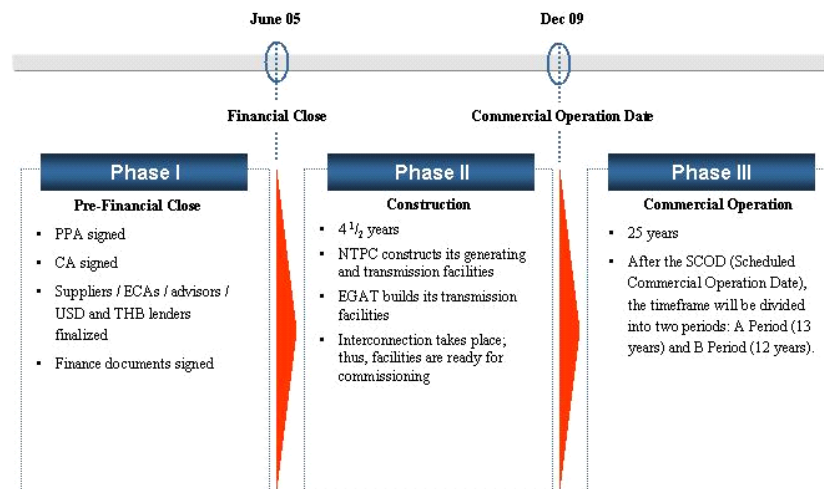 June 05
Dec 09
Financial Close
Commercial Operation Date
Phase I
Pre-Financial Close
▪ PPA signed
▪ CA signed
▪ Suppliers / ECAs / advisors /
USD and THB lenders
finalized
▪ Finance documents signed
Phase II
Construction
▪ 4 1/2 years
▪ NTPC constructs its generating
and transmission facilities
▪ EGAT builds its transmission
facilities
▪ Interconnection takes place;
thus, facilities are ready for
commissioning
Phase III
Commercial Operation
▪ 25 years
▪ After the SCOD (Scheduled
Commercial Operation Date),
the timeframe will be divided
into two periods: A Period (13
years) and B Period (12 years).